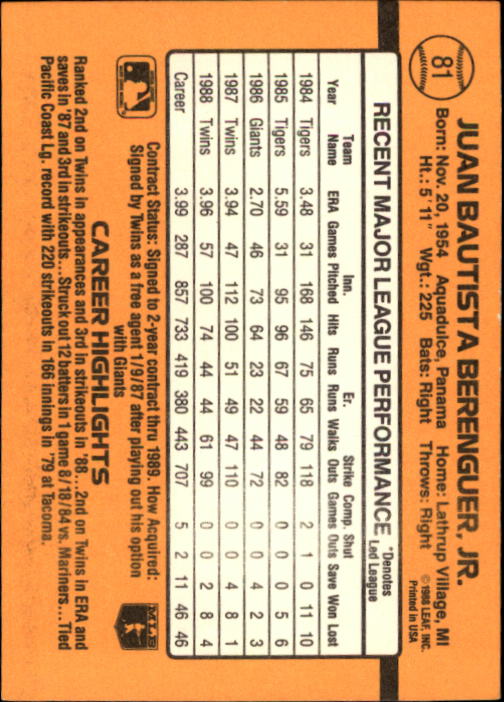 81
JUAN BAUTISTA BERENGUER, JR.
Born: Nov. 20, 1954 Aguadulce, Panama Home: Lathrup Village, MI
Ht.: 5'11" Wgt.: 225 Bats: Right Throws: Right
© 1988 LEAF, INC.
Printed in USA
RECENT MAJOR LEAGUE PERFORMANCE
*Denotes
Led League
Team Inn. Er. Strike Comp. Shut
Year Name ERA Games Pitched Hits Runs Runs Walks Outs Games Outs Save Won Lost
1984 Tigers 3.48 31 168 146 75 65 79 118 2 1 0 11 10
1985 Tigers 5.59 31 95 96 67 59 48 82 0 0 0 5 6
1986 Giants 2.70 46 73 64 23 22 44 72 0 0 4 2 3
1987 Twins 3.94 47 112 100 51 49 47 110 0 0 4 8 1
1988 Twins 3.96 57 100 74 44 44 61 99 0 0 2 8 4
Career 3.99 287 857 733 419 380 443 707 5 2 11 46 46
Contract Status: Signed to 2-year contract thru 1989. How Acquired:
Signed by Twins as a free agent 1/9/87 after playing out his option
with Giants
MLB
CAREER HIGHLIGHTS
Ranked 2nd on Twins in appearances and 3rd in strikeouts in '88...2nd on Twins in ERA and
saves in '87 and 3rd in strikeouts...Struck out 12 batters in 1 game 8/18/84 vs. Mariners...Tied
Pacific Coast Lg. record with 220 strikeouts in 166 innings in '79 at Tacoma.